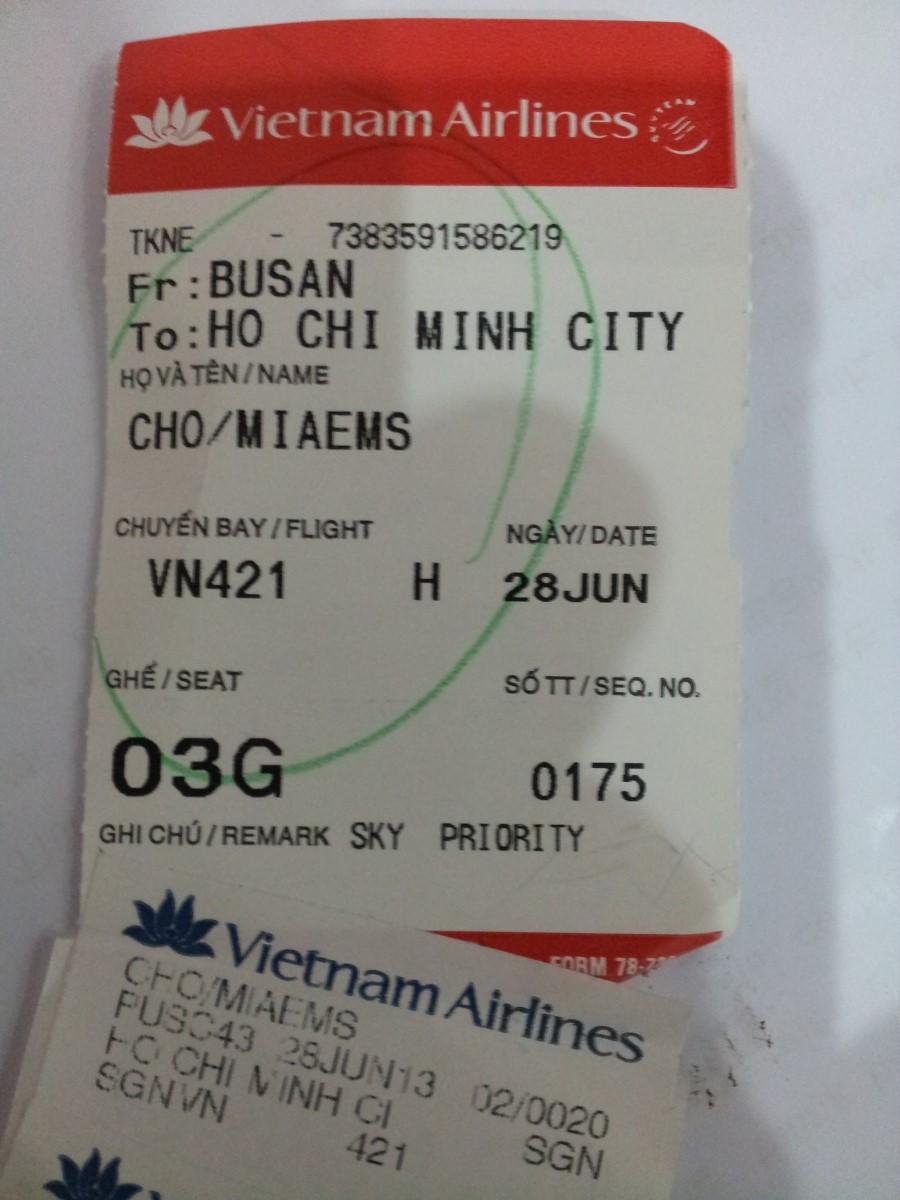 Vietnam Airlines SKYTEAM
TKNE - 7383591586219
Fr:BUSAN
To:HO CHI MINH CITY
HỌ VÀ TÊN / NAME
CHO/MIAEMS
CHUYẾN BAY / FLIGHT NGÀY/ DATE
VN421 H 28JUN
GHẾ / SEAT SỐ TT / SEQ. NO.
03G 0175
GHI CHÚ / REMARK SKY PRIORITY
FORM
Vietnam Airlines
CHO/MIAEMS
PUSC43 28JUN13 02/0020
HO CHI MINH CI SGN
SGNVN 421